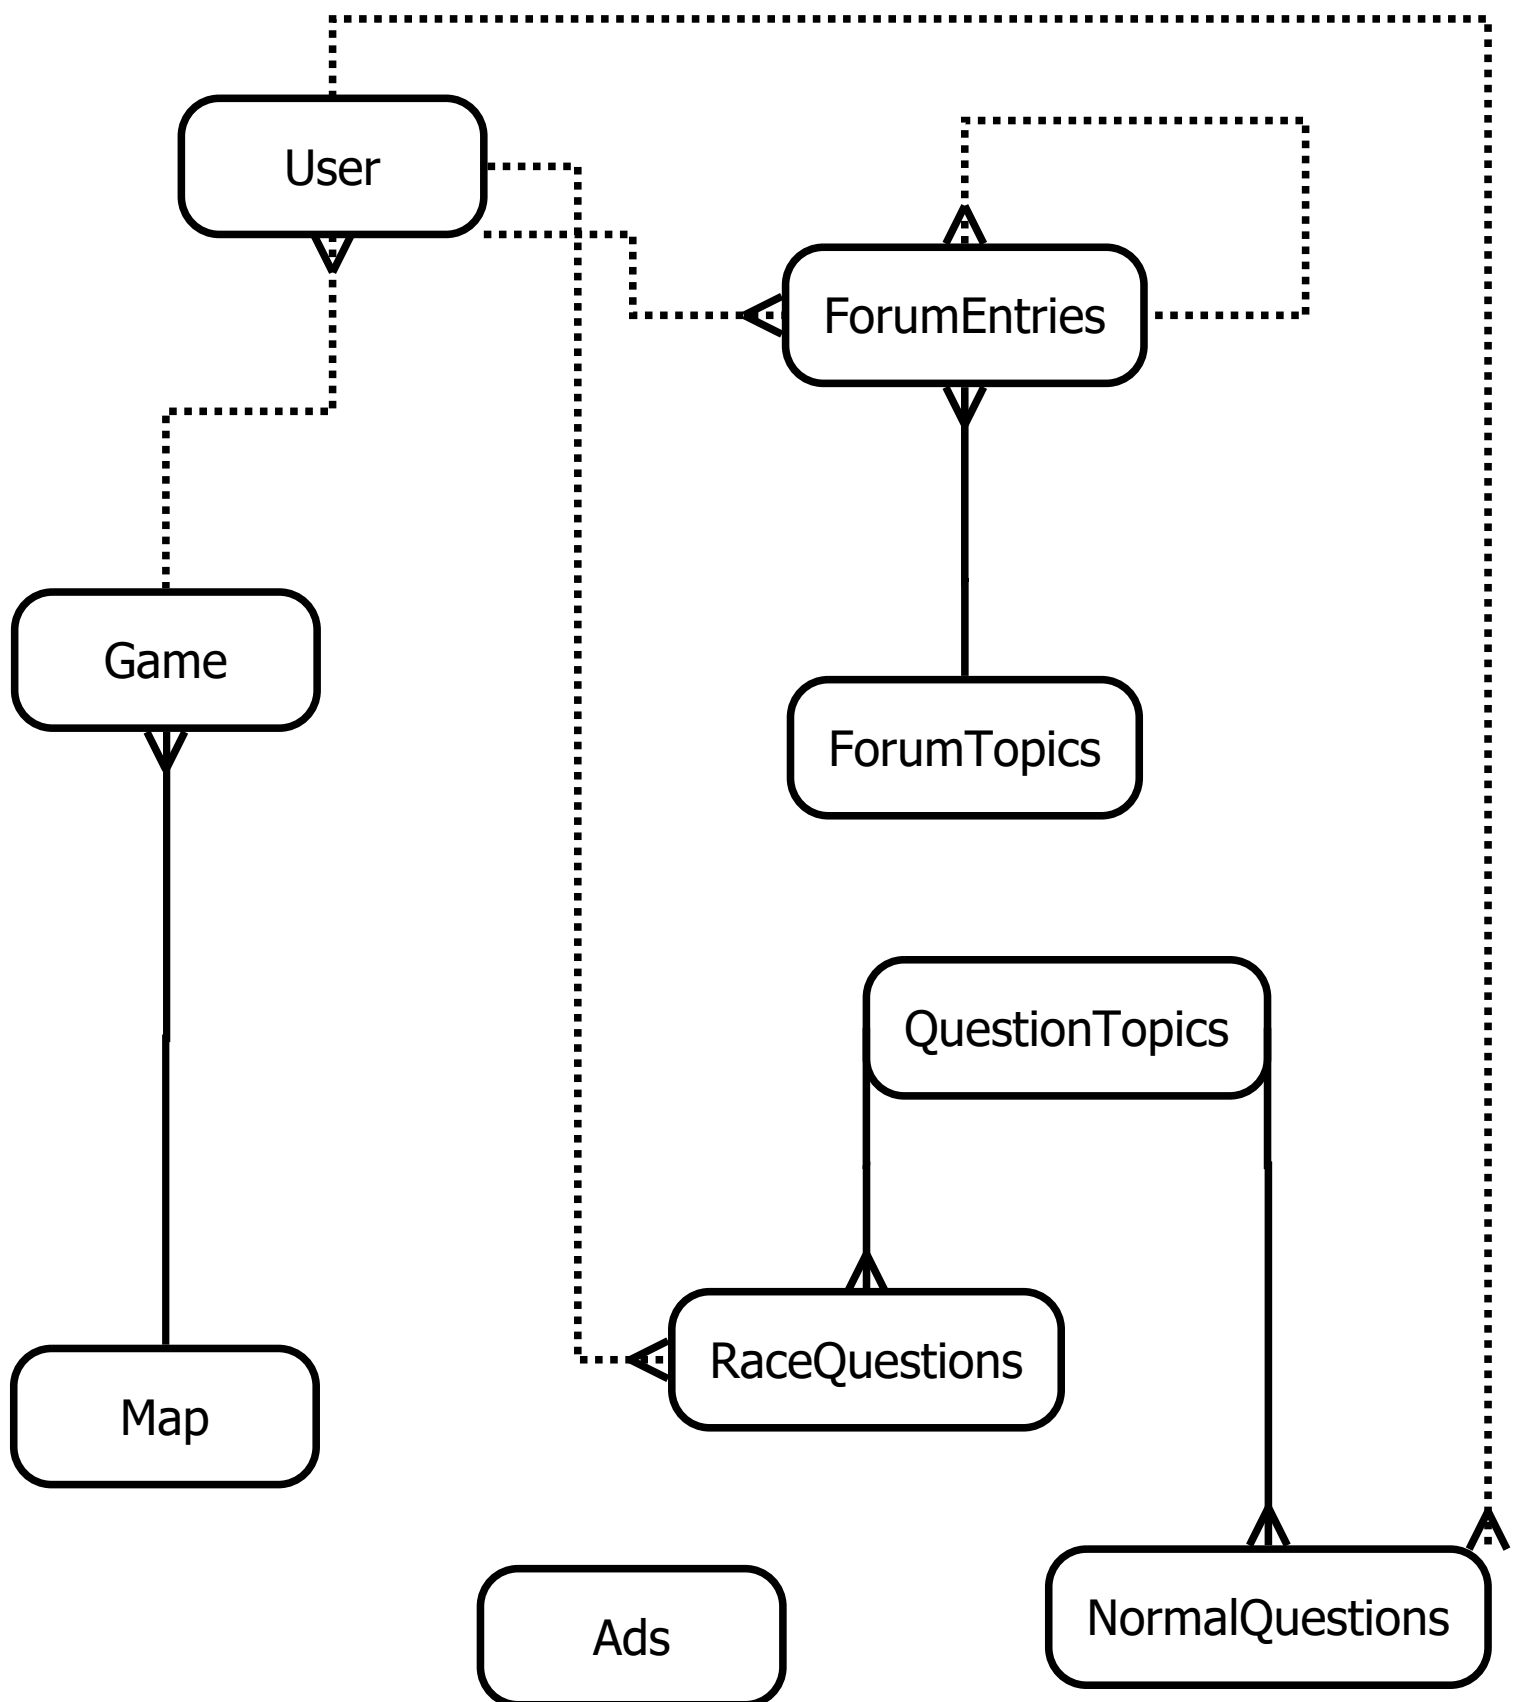 User
ForumEntries
Game
ForumTopics
QuestionTopics
RaceQuestions
Map
NormalQuestions
Ads